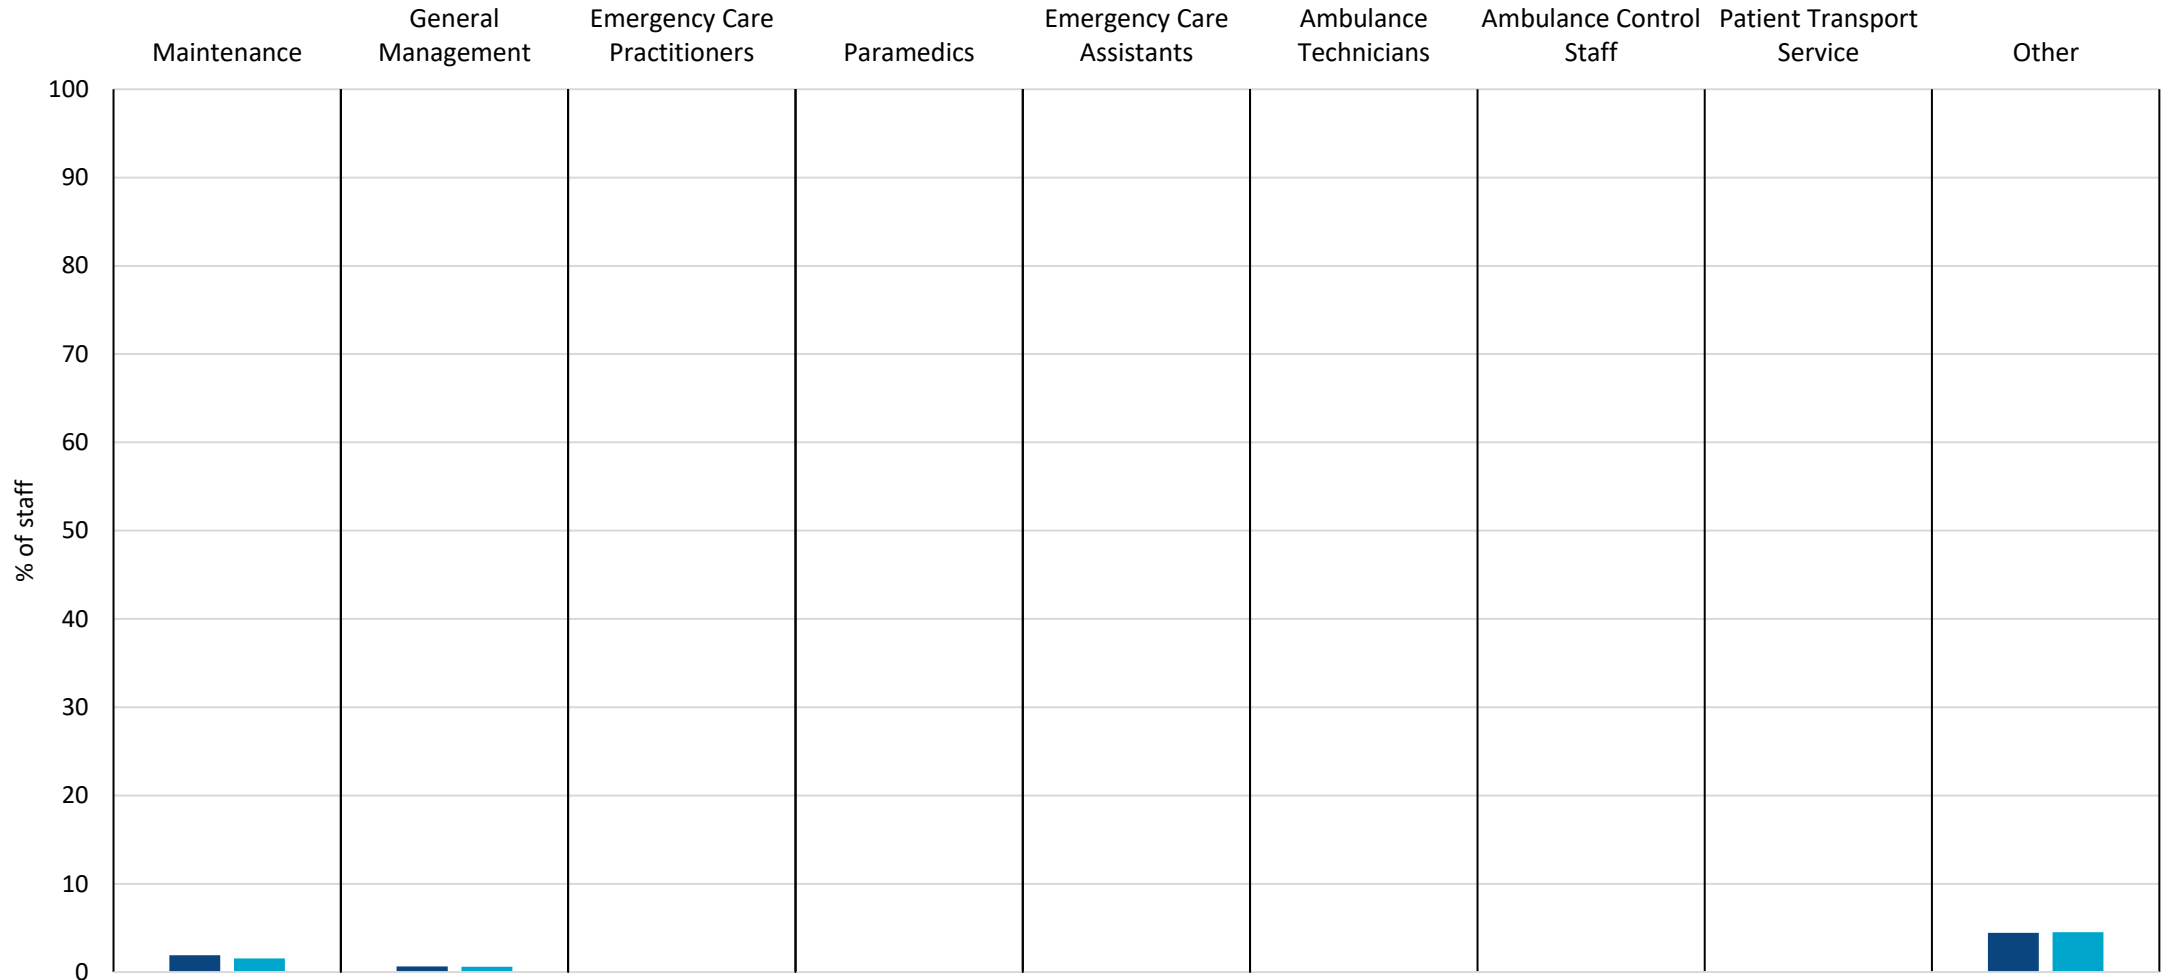 Maintenance
General
Management
Emergency Care
Practitioners
Paramedics
Emergency Care
Assistants
Ambulance
Technicians
Ambulance Control
Staff
Patient Transport
Service
Other
100
90
80
70
60
50
40
30
20
10
0
% of staff